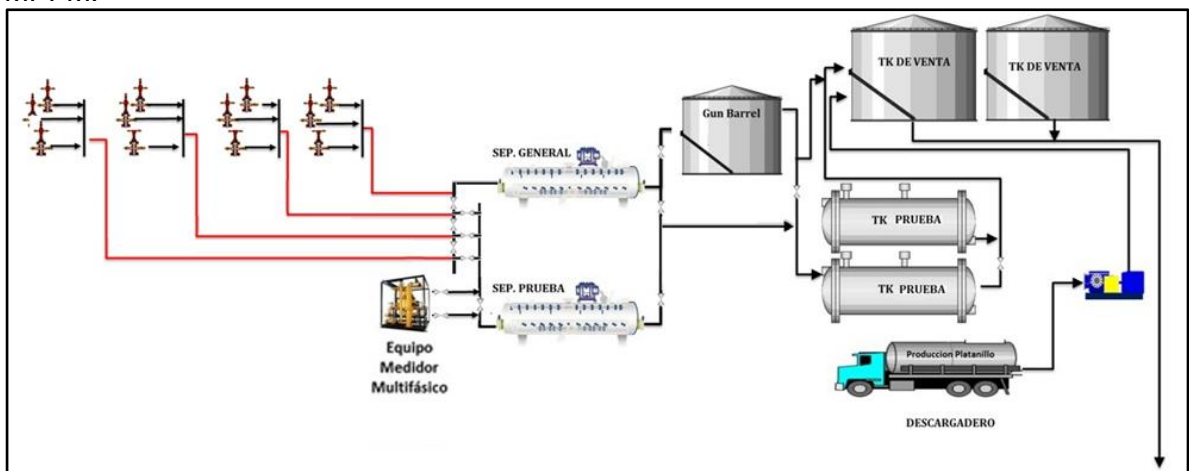 TK DE VENTA
TK DE VENTA
Gun Barrel
SEP. GENERAL
TK PRUEBA
SEP. PRUEBA
TK PRUEBA
Equipo
Medidor
Multifásico
Produccion Platanillo
DESCARGADERO